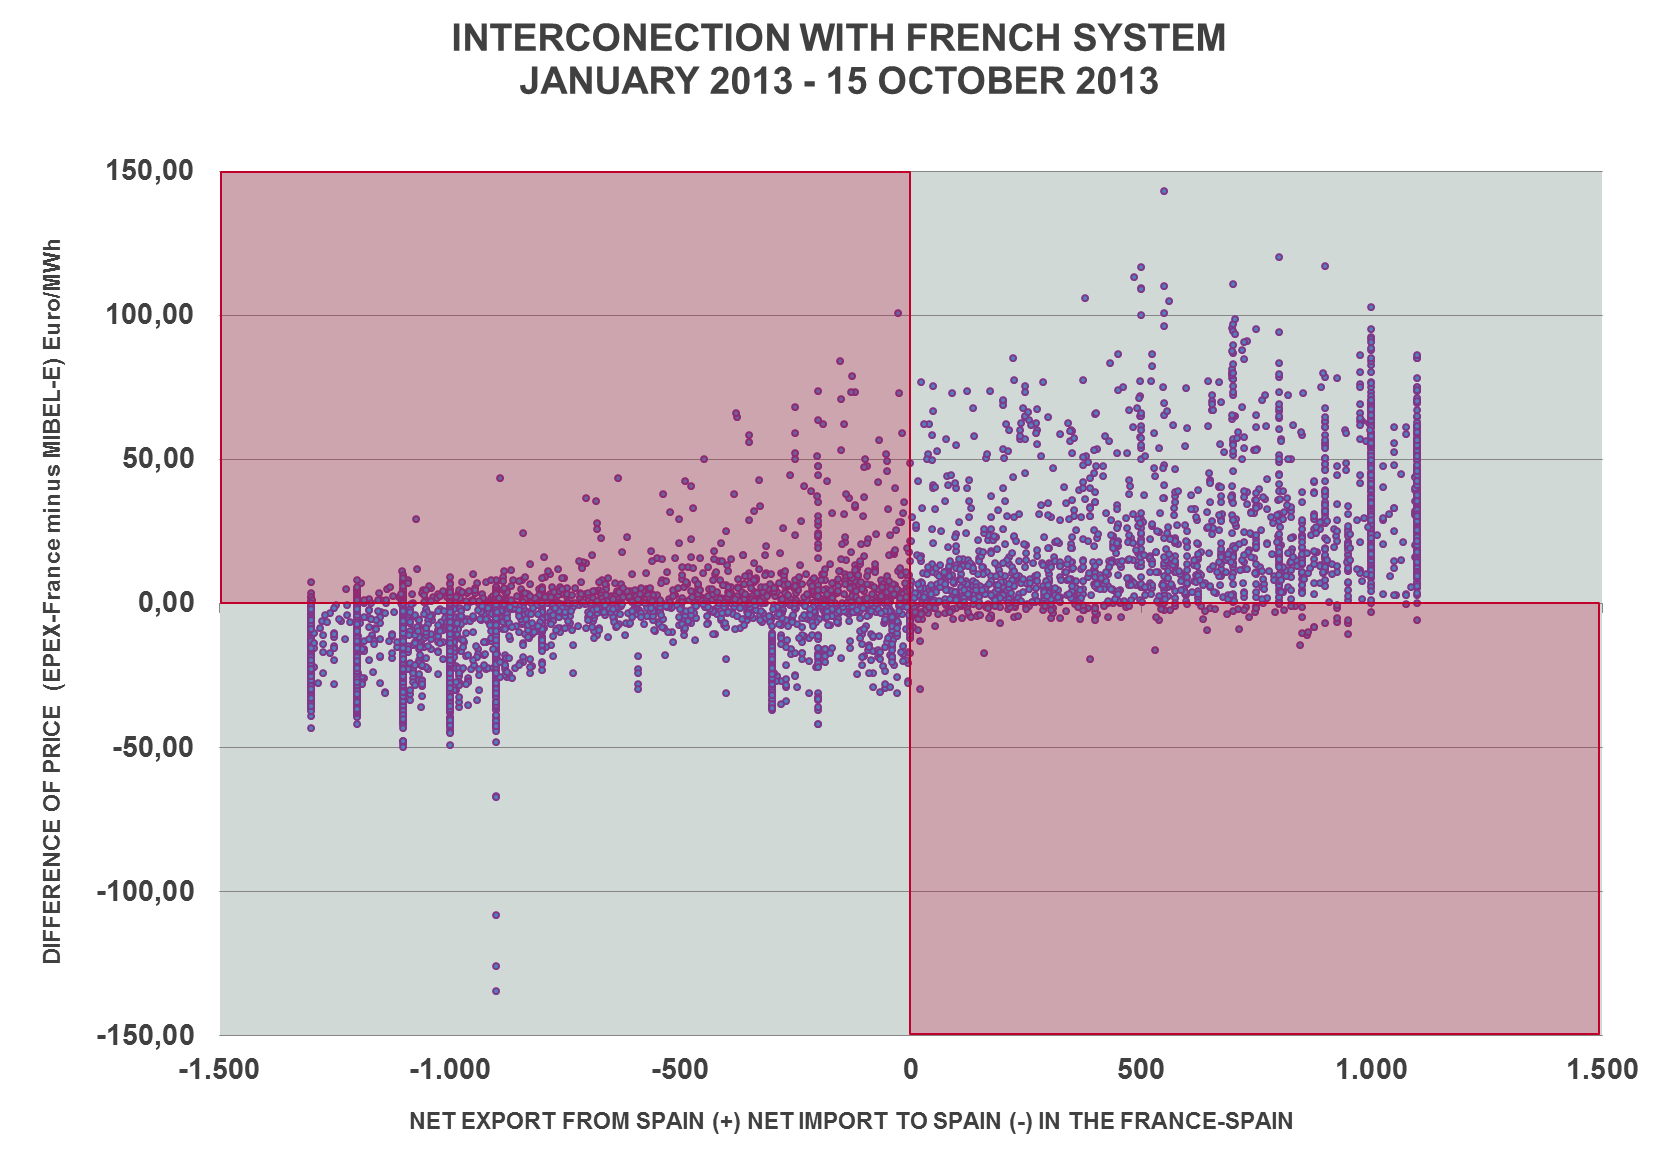 INTERCONECTION WITH FRENCH SYSTEM
JANUARY 2013 - 15 OCTOBER 2013
DIFFERENCE OF PRICE (EPEX-France minus MIBEL-E) Euro/MWh
150,00
100,00
50,00
0,00
-50,00
-100,00
-150,00
-1.500 -1.000 -500 0 500 1.000 1.500
NET EXPORT FROM SPAIN (+) NET IMPORT TO SPAIN (-) IN THE FRANCE-SPAIN